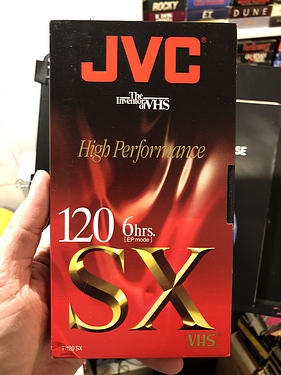 ROCKY
DUNE
JVC
The
Inventor
of VHS
High Performance
120 6hrs.
[EP mode]
SX
VHS
T-120 SX